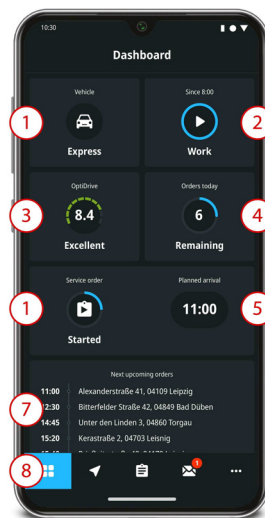 10:30
Dashboard
Vehicle
Since 8:00
1
2
Express
Work
OptiDrive
Orders today
3
8.4
6
4
Excellent
Remaining
Service order
Planned arrival
1
11:00
5
Started
Next upcoming orders
11:00 Alexanderstraße 41, 04109 Leipzig
7
12:30 Bitterfelder Straße 42, 04849 Bad Düben
14:45 Unter den Linden 3, 04860 Torgau
15:20 Kerastraße 2, 04703 Leisnig
8
1